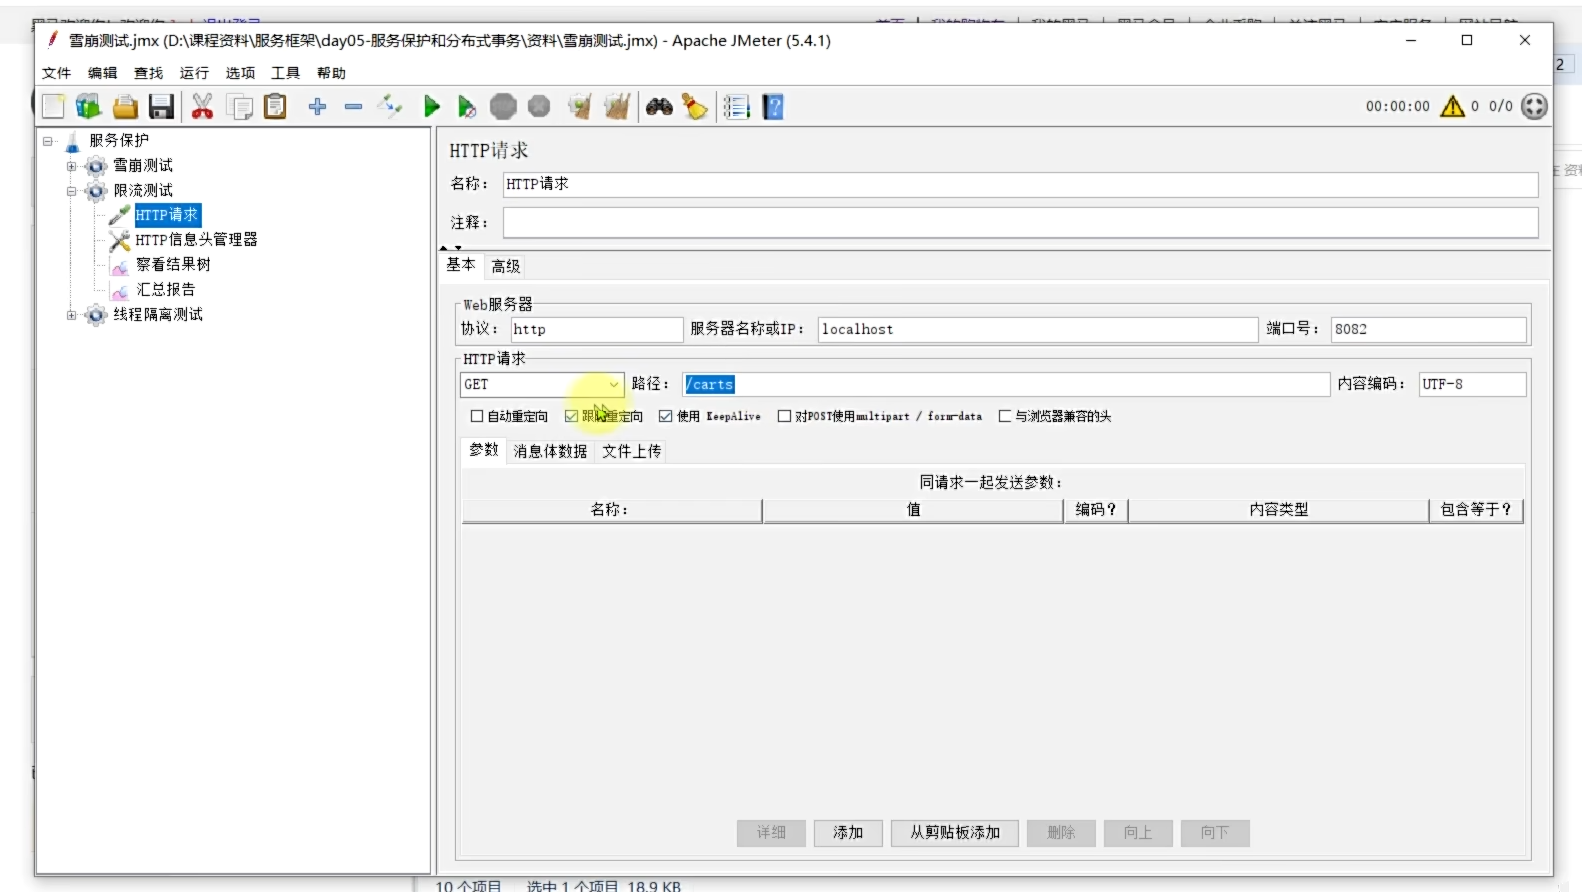 雪崩测试.jmx (D:\课程资料\服务框架\day05-服务保护和分布式事务\资料\雪崩测试.jmx) - Apache JMeter (5.4.1)
2
文件 编辑 查找 运行 选项 工具 帮助
00:00:00 0 0/0
服务保护
雪崩测试
限流测试
HTTP请求
HTTP信息头管理器
察看结果树
汇总报告
线程隔离测试
HTTP请求
名称： HTTP请求
注释：
基本 高级
Web服务器
协议： http 服务器名称或IP： localhost 端口号： 8082
HTTP请求
GET 路径： /carts 内容编码： UTF-8
自动重定向 跟随重定向 使用 KeepAlive 对POST使用multipart / form-data 与浏览器兼容的头
参数 消息体数据 文件上传
同请求一起发送参数：
名称： 值 编码？ 内容类型 包含等于？
详细 添加 从剪贴板添加 删除 向上 向下
10 个项目 选中 1 个项目 18.9 KB